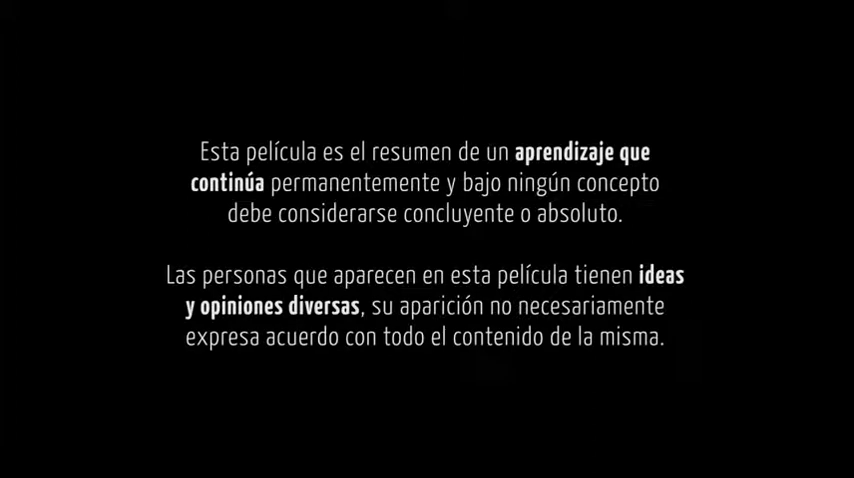 Esta película es el resumen de un aprendizaje que
continúa permanentemente y bajo ningún concepto
debe considerarse concluyente o absoluto.
Las personas que aparecen en esta película tienen ideas
y opiniones diversas, su aparición no necesariamente
expresa acuerdo con todo el contenido de la misma.